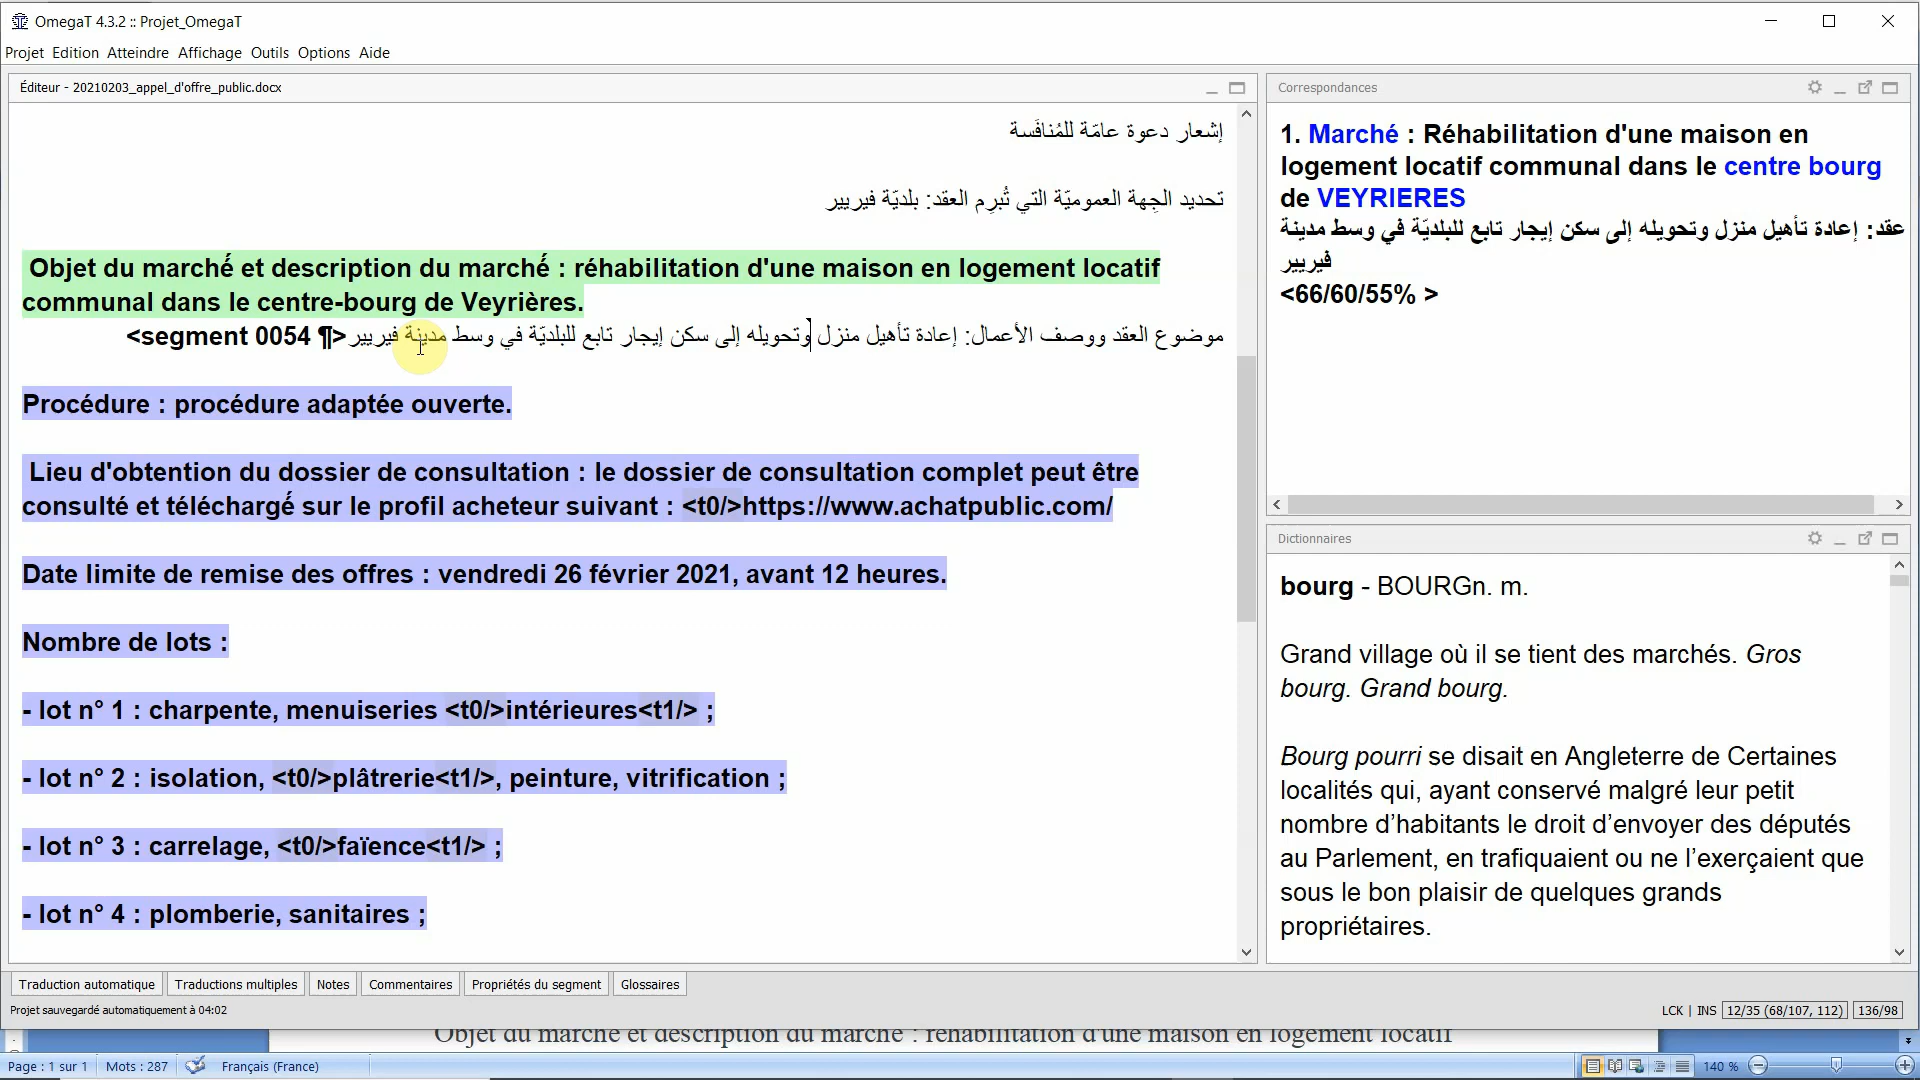 OmegaT 4.3.2 :: Projet_OmegaT
Projet Edition Atteindre Affichage Outils Options Aide
Éditeur - 20210203_appel_d'offre_public.docx
إشعار دعوة عامّة للمُنافَسة
تحديد الجِهة العموميّة التي تُبرِم العقد: بلديّة فيريير
Objet du marché et description du marché : réhabilitation d'une maison en logement locatif
communal dans le centre-bourg de Veyrières.
موضوع العقد ووصف الأعمال: إعادة تأهيل منزل وتحويله إلى سكن إيجار تابع للبلديّة في وسط مدينة فيريير<segment 0054 ¶>
Procédure : procédure adaptée ouverte.
Lieu d'obtention du dossier de consultation : le dossier de consultation complet peut être
consulté et téléchargé sur le profil acheteur suivant : <t0/>https://www.achatpublic.com/
Date limite de remise des offres : vendredi 26 février 2021, avant 12 heures.
Nombre de lots :
- lot n° 1 : charpente, menuiseries <t0/>intérieures<t1/> ;
- lot n° 2 : isolation, <t0/>plâtrerie<t1/>, peinture, vitrification ;
- lot n° 3 : carrelage, <t0/>faïence<t1/> ;
- lot n° 4 : plomberie, sanitaires ;
Correspondances
1. Marché : Réhabilitation d'une maison en
logement locatif communal dans le centre bourg
de VEYRIERES
عقد: إعادة تأهيل منزل وتحويله إلى سكن إيجار تابع للبلديّة في وسط مدينة
فيريير
<66/60/55% >
Dictionnaires
bourg - BOURGn. m.
Grand village où il se tient des marchés. Gros
bourg. Grand bourg.
Bourg pourri se disait en Angleterre de Certaines
localités qui, ayant conservé malgré leur petit
nombre d’habitants le droit d’envoyer des députés
au Parlement, en trafiquaient ou ne l’exerçaient que
sous le bon plaisir de quelques grands
propriétaires.
Traduction automatique Traductions multiples Notes Commentaires Propriétés du segment Glossaires
Projet sauvegardé automatiquement à 04:02
LCK | INS 12/35 (68/107, 112) 136/98
Objet du marché et description du marché : réhabilitation d'une maison en logement locatif
Page : 1 sur 1 Mots : 287 Français (France) 140 %